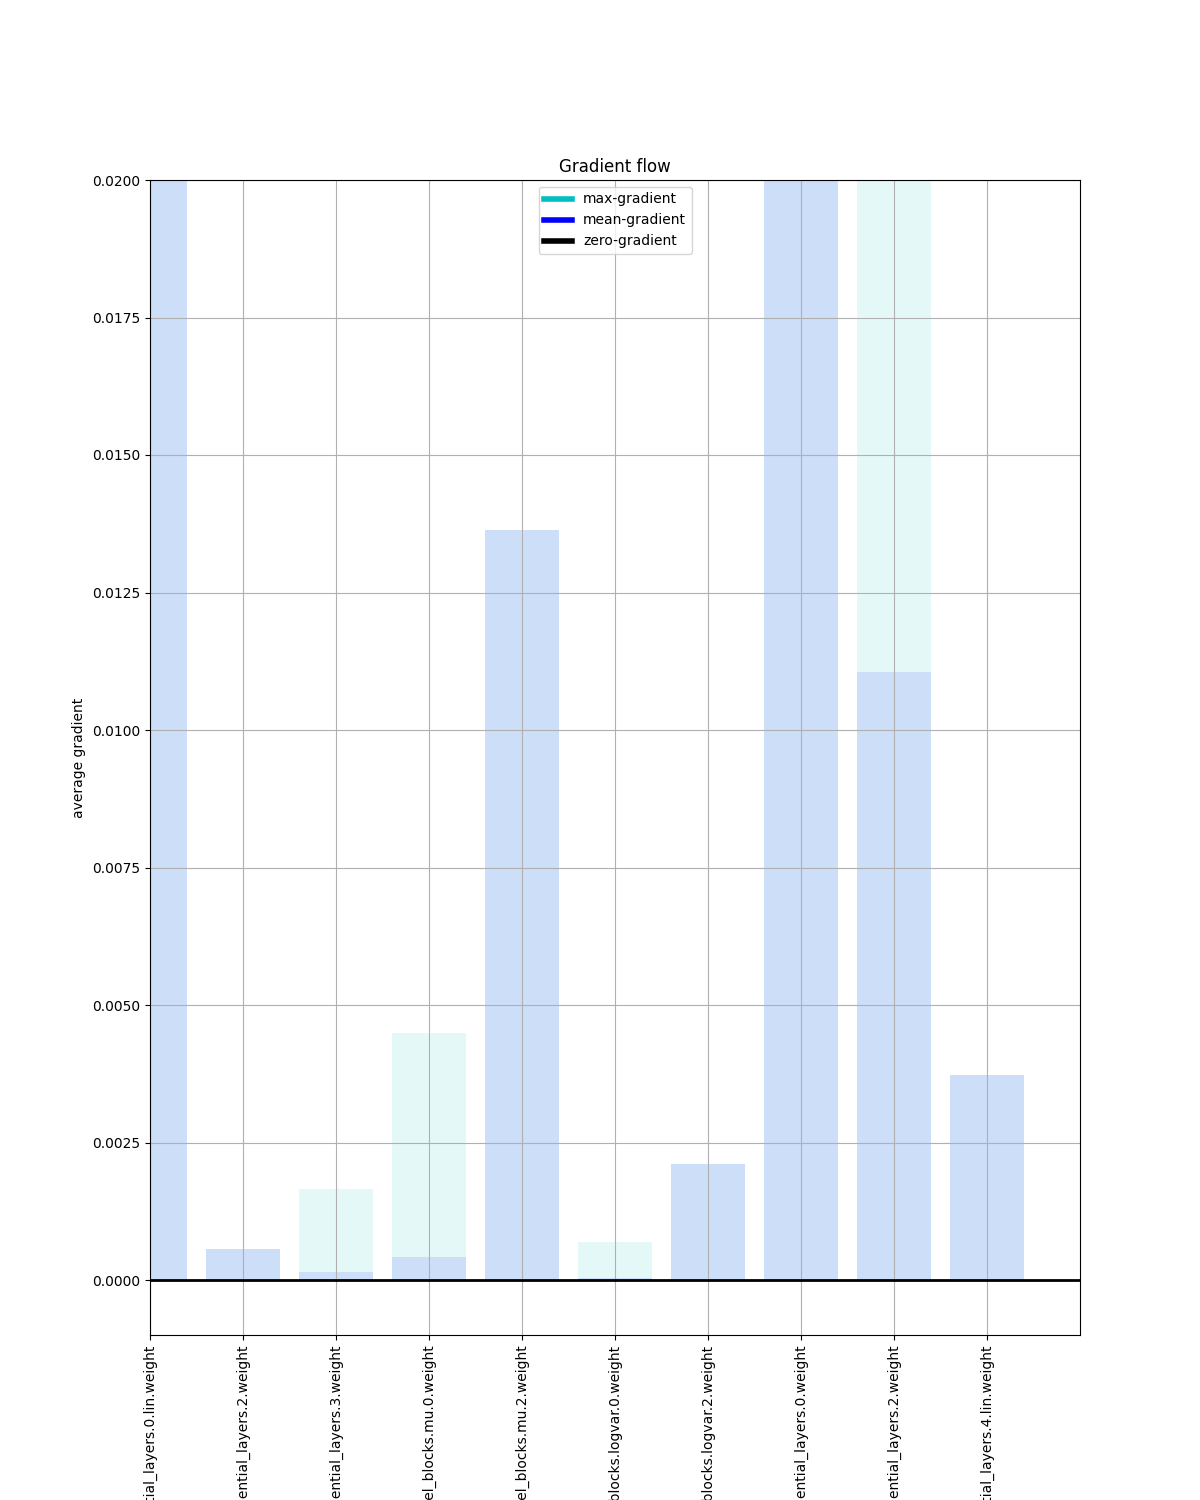 Gradient flow
max-gradient
mean-gradient
zero-gradient
0.0200
0.0175
0.0150
0.0125
0.0100
0.0075
0.0050
0.0025
0.0000
average gradient
tial_layers.0.lin.weight
ential_layers.2.weight
ential_layers.3.weight
el_blocks.mu.0.weight
el_blocks.mu.2.weight
blocks.logvar.0.weight
blocks.logvar.2.weight
ential_layers.0.weight
ential_layers.2.weight
tial_layers.4.lin.weight